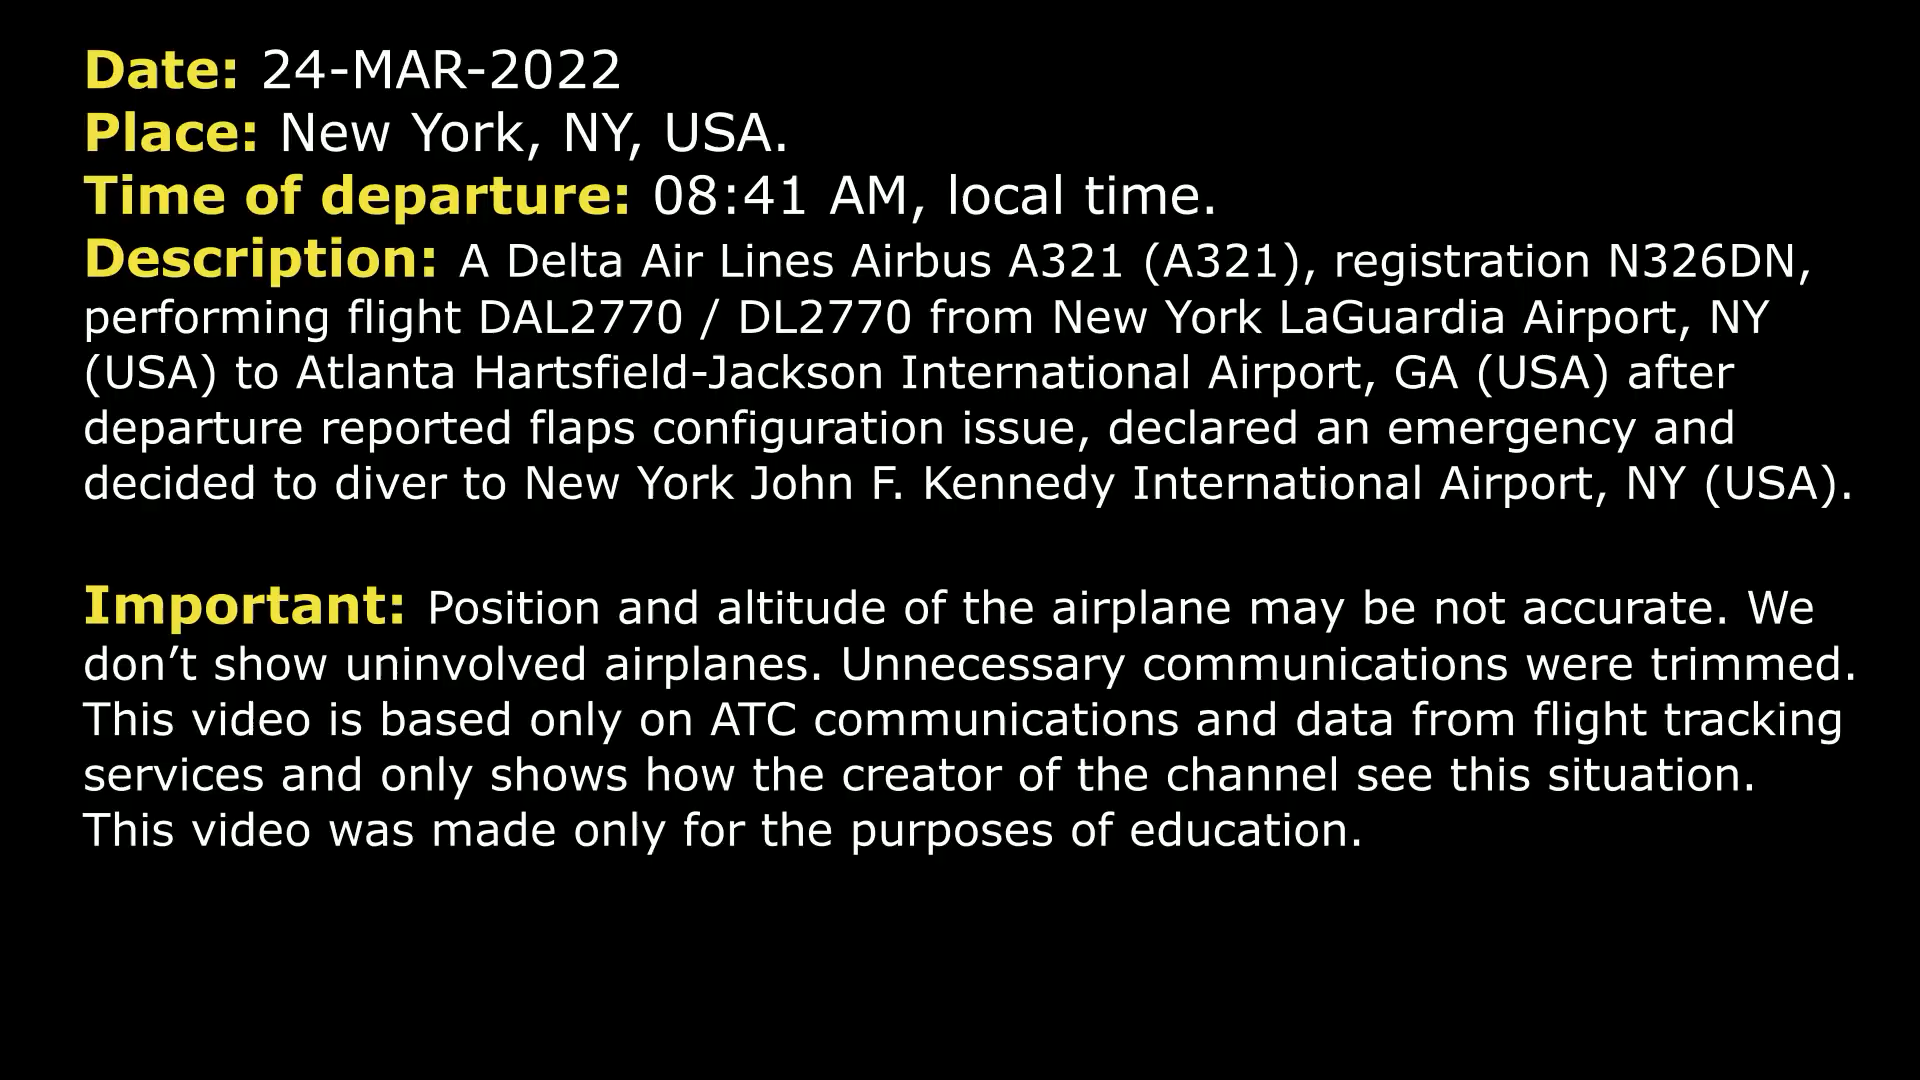 Date: 24-MAR-2022
Place: New York, NY, USA.
Time of departure: 08:41 AM, local time.
Description: A Delta Air Lines Airbus A321 (A321), registration N326DN,
performing flight DAL2770 / DL2770 from New York LaGuardia Airport, NY
(USA) to Atlanta Hartsfield-Jackson International Airport, GA (USA) after
departure reported flaps configuration issue, declared an emergency and
decided to diver to New York John F. Kennedy International Airport, NY (USA).
Important: Position and altitude of the airplane may be not accurate. We
don’t show uninvolved airplanes. Unnecessary communications were trimmed.
This video is based only on ATC communications and data from flight tracking
services and only shows how the creator of the channel see this situation.
This video was made only for the purposes of education.